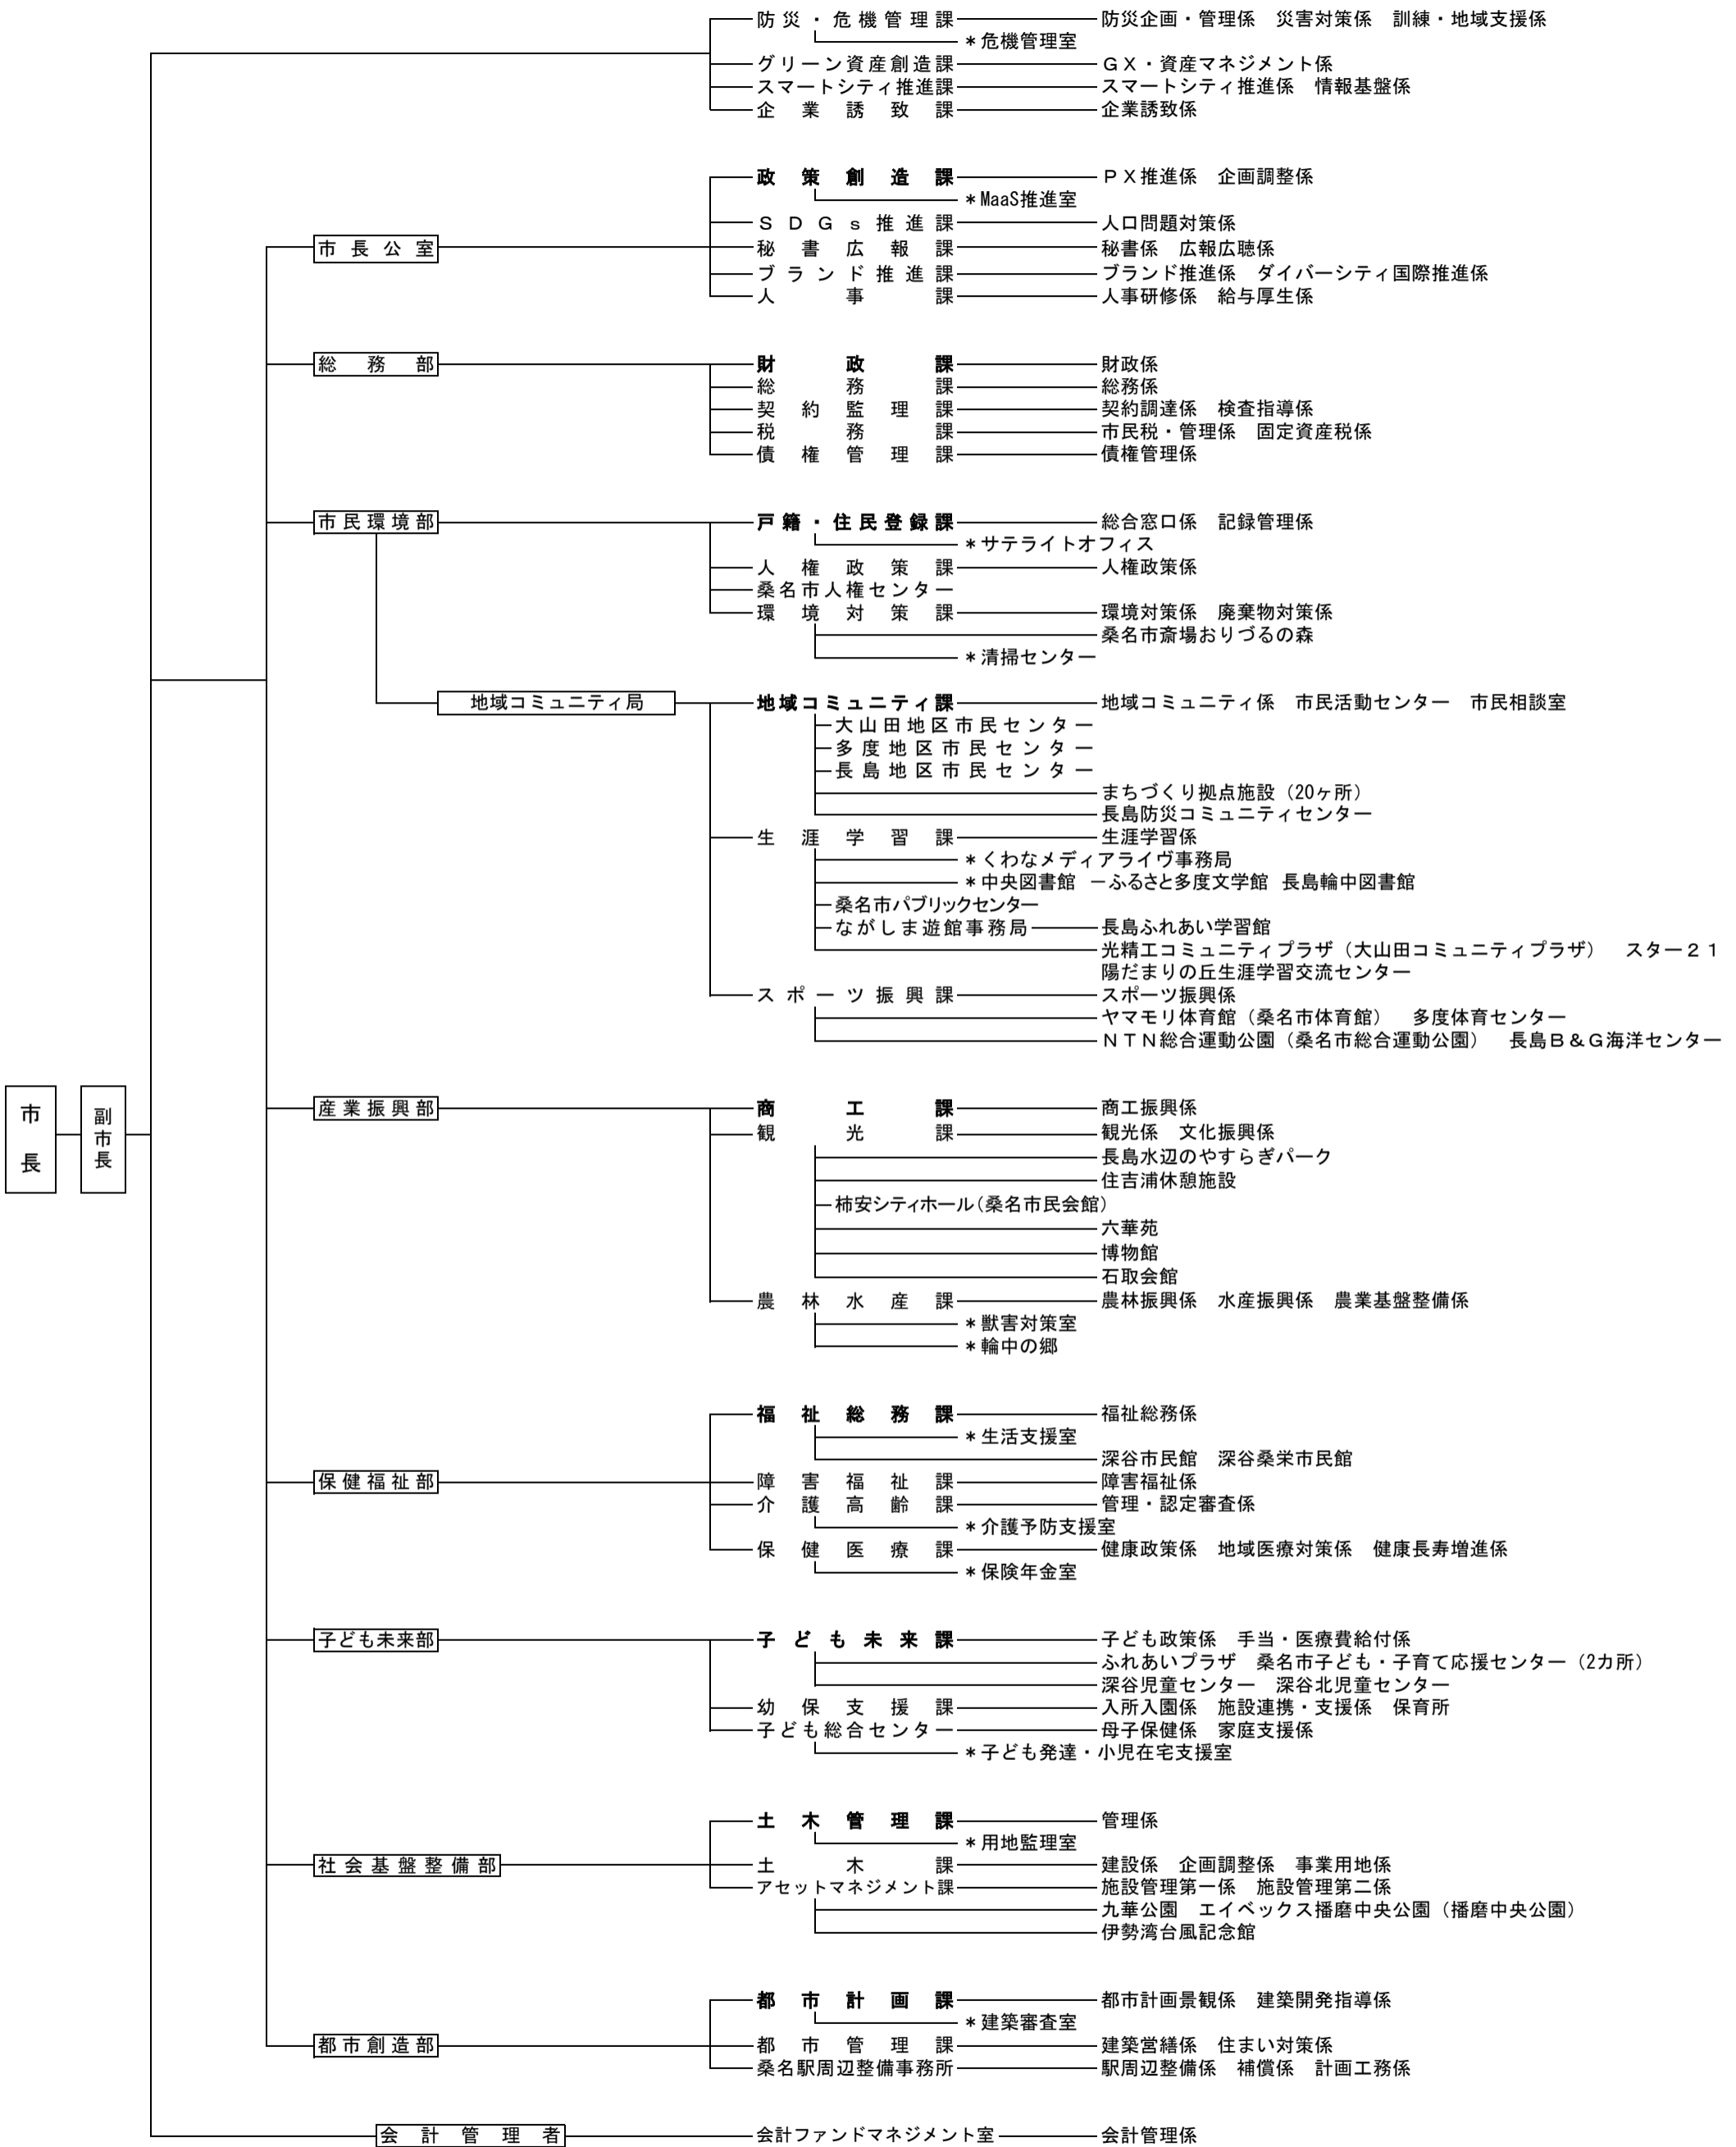 防災・危機管理課 防災企画・管理係 災害対策係 訓練・地域支援係
＊危機管理室
グリーン資産創造課 ＧＸ・資産マネジメント係
スマートシティ推進課 スマートシティ推進係 情報基盤係
企業誘致課 企業誘致係
政策創造課 ＰＸ推進係 企画調整係
＊MaaS推進室
ＳＤＧｓ推進課 人口問題対策係
市長公室 秘書広報課 秘書係 広報広聴係
ブランド推進課 ブランド推進係 ダイバーシティ国際推進係
人事課 人事研修係 給与厚生係
総務部 財政課 財政係
総務課 総務係
契約監理課 契約調達係 検査指導係
税務課 市民税・管理係 固定資産税係
債権管理課 債権管理係
市民環境部 戸籍・住民登録課 総合窓口係 記録管理係
＊サテライトオフィス
人権政策課 人権政策係
桑名市人権センター
環境対策課 環境対策係 廃棄物対策係
桑名市斎場おりづるの森
＊清掃センター
地域コミュニティ局 地域コミュニティ課 地域コミュニティ係 市民活動センター 市民相談室
大山田地区市民センター
多度地区市民センター
長島地区市民センター
まちづくり拠点施設（20ヶ所）
長島防災コミュニティセンター
生涯学習課 生涯学習係
＊くわなメディアライヴ事務局
＊中央図書館 －ふるさと多度文学館 長島輪中図書館
桑名市パブリックセンター
ながしま遊館事務局 長島ふれあい学習館
光精工コミュニティプラザ（大山田コミュニティプラザ） スター２１
陽だまりの丘生涯学習交流センター
スポーツ振興課 スポーツ振興係
ヤマモリ体育館（桑名市体育館） 多度体育センター
ＮＴＮ総合運動公園（桑名市総合運動公園） 長島Ｂ＆Ｇ海洋センター
市長 副市長 産業振興部 商工課 商工振興係
観光課 観光係 文化振興係
長島水辺のやすらぎパーク
住吉浦休憩施設
柿安シティホール（桑名市民会館）
六華苑
博物館
石取会館
農林水産課 農林振興係 水産振興係 農業基盤整備係
＊獣害対策室
＊輪中の郷
福祉総務課 福祉総務係
＊生活支援室
深谷市民館 深谷桑栄市民館
保健福祉部 障害福祉課 障害福祉係
介護高齢課 管理・認定審査係
＊介護予防支援室
保健医療課 健康政策係 地域医療対策係 健康長寿増進係
＊保険年金室
子ども未来部 子ども未来課 子ども政策係 手当・医療費給付係
ふれあいプラザ 桑名市子ども・子育て応援センター（2カ所）
深谷児童センター 深谷北児童センター
幼保支援課 入所入園係 施設連携・支援係 保育所
子ども総合センター 母子保健係 家庭支援係
＊子ども発達・小児在宅支援室
土木管理課 管理係
＊用地監理室
社会基盤整備部 土木課 建設係 企画調整係 事業用地係
アセットマネジメント課 施設管理第一係 施設管理第二係
九華公園 エイベックス播磨中央公園（播磨中央公園）
伊勢湾台風記念館
都市計画課 都市計画景観係 建築開発指導係
＊建築審査室
都市創造部 都市管理課 建築営繕係 住まい対策係
桑名駅周辺整備事務所 駅周辺整備係 補償係 計画工務係
会計管理者 会計ファンドマネジメント室 会計管理係